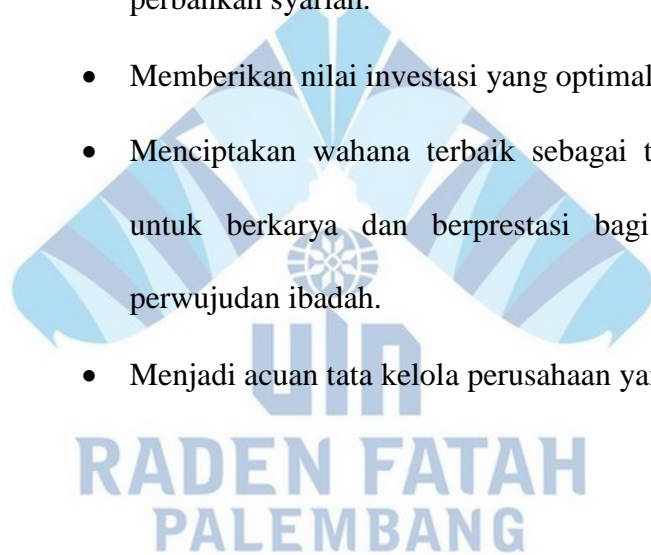 perbankan syariah.
• Memberikan nilai investasi yang optimal
• Menciptakan wahana terbaik sebagai
untuk berkarya dan berprestasi bagi
perwujudan ibadah.
• Menjadi acuan tata kelola perusahaan
UIN
RADEN FATAH
PALEMBANG